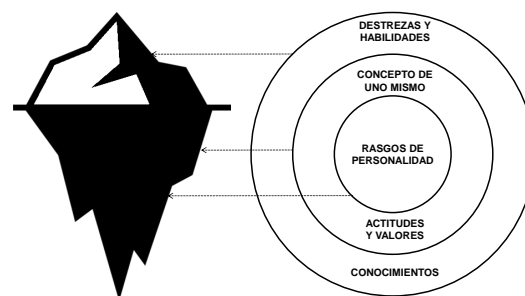 DESTREZAS Y
HABILIDADES
CONCEPTO DE
UNO MISMO
RASGOS DE
PERSONALIDAD
ACTITUDES
Y VALORES
CONOCIMIENTOS